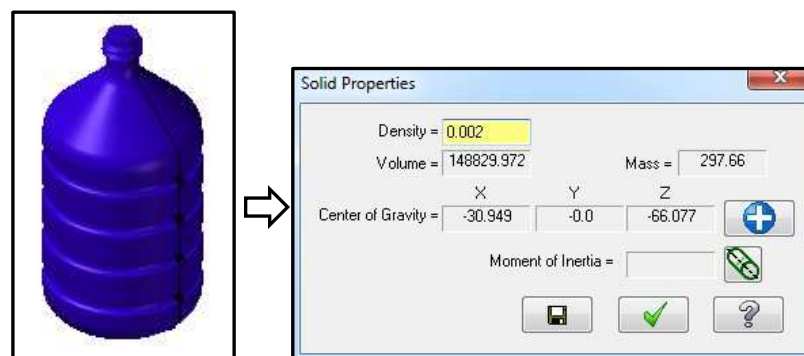 Solid Properties
Density = 0.002
Volume = 148829.972 Mass = 297.66
X Y Z
Center of Gravity = -30.949 -0.0 -66.077
Moment of Inertia =